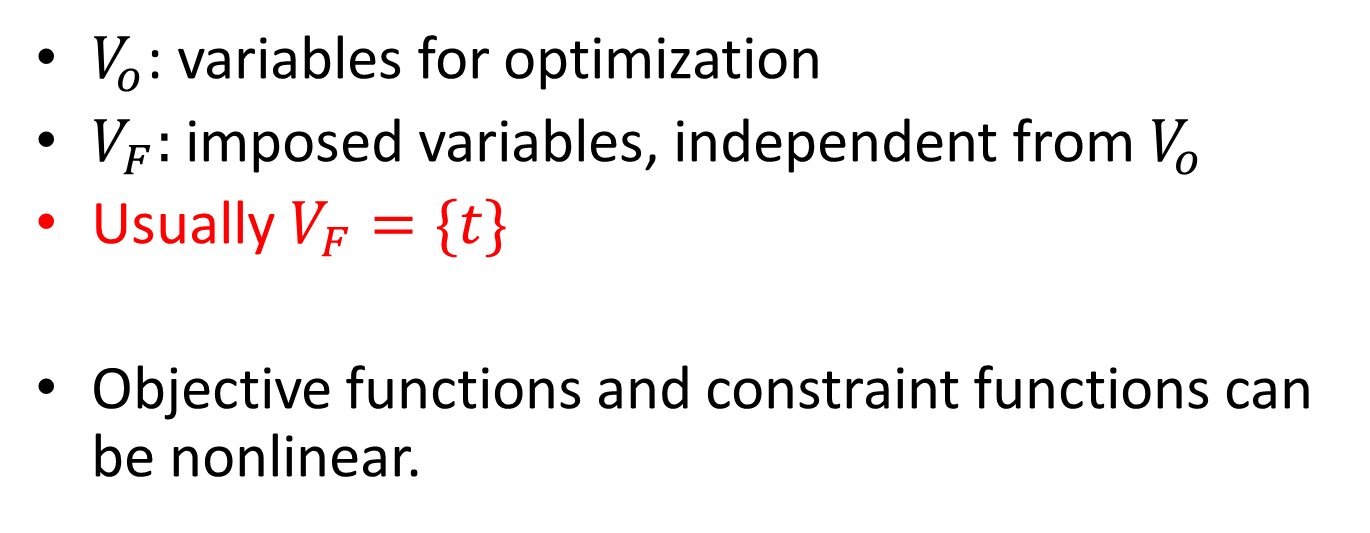 • V_o: variables for optimization
• V_F: imposed variables, independent from V_o
• Usually V_F = {t}
• Objective functions and constraint functions can
be nonlinear.